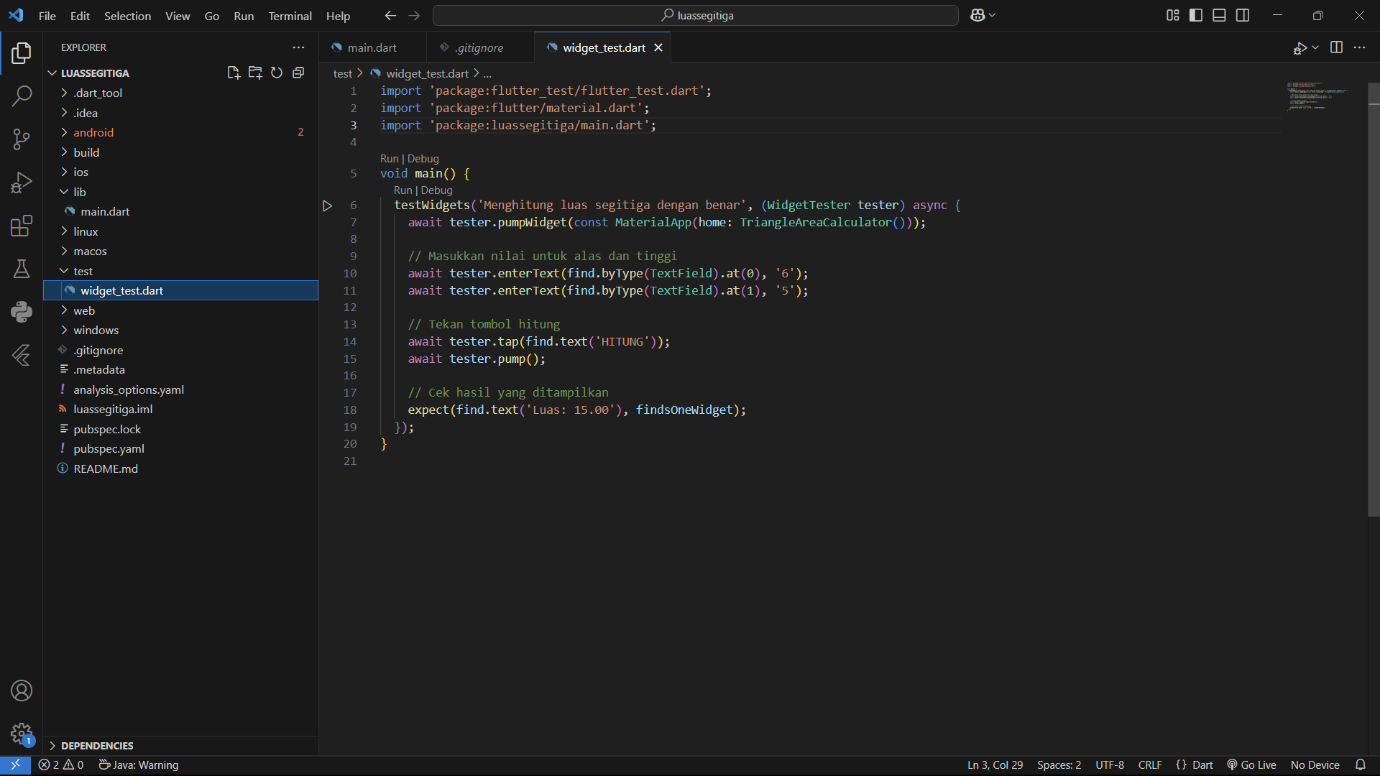 File Edit Selection View Go Run Terminal Help
luassegitiga
EXPLORER
LUASSEGITIGA
.dart_tool
.idea
android 2
build
ios
lib
main.dart
linux
macos
test
widget_test.dart
web
windows
.gitignore
.metadata
analysis_options.yaml
luassegitiga.iml
pubspec.lock
pubspec.yaml
README.md
DEPENDENCIES
main.dart .gitignore widget_test.dart
test > widget_test.dart > ...
1 import 'package:flutter_test/flutter_test.dart';
2 import 'package:flutter/material.dart';
3 import 'package:luassegitiga/main.dart';
4
Run | Debug
5 void main() {
Run | Debug
6 testWidgets('Menghitung luas segitiga dengan benar', (WidgetTester tester) async {
7 await tester.pumpWidget(const MaterialApp(home: TriangleAreaCalculator()));
8
9 // Masukkan nilai untuk alas dan tinggi
10 await tester.enterText(find.byType(TextField).at(0), '6');
11 await tester.enterText(find.byType(TextField).at(1), '5');
12
13 // Tekan tombol hitung
14 await tester.tap(find.text('HITUNG'));
15 await tester.pump();
16
17 // Cek hasil yang ditampilkan
18 expect(find.text('Luas: 15.00'), findsOneWidget);
19 });
20 }
21
1
2 0 Java: Warning
Ln 3, Col 29 Spaces: 2 UTF-8 CRLF {} Dart Go Live No Device